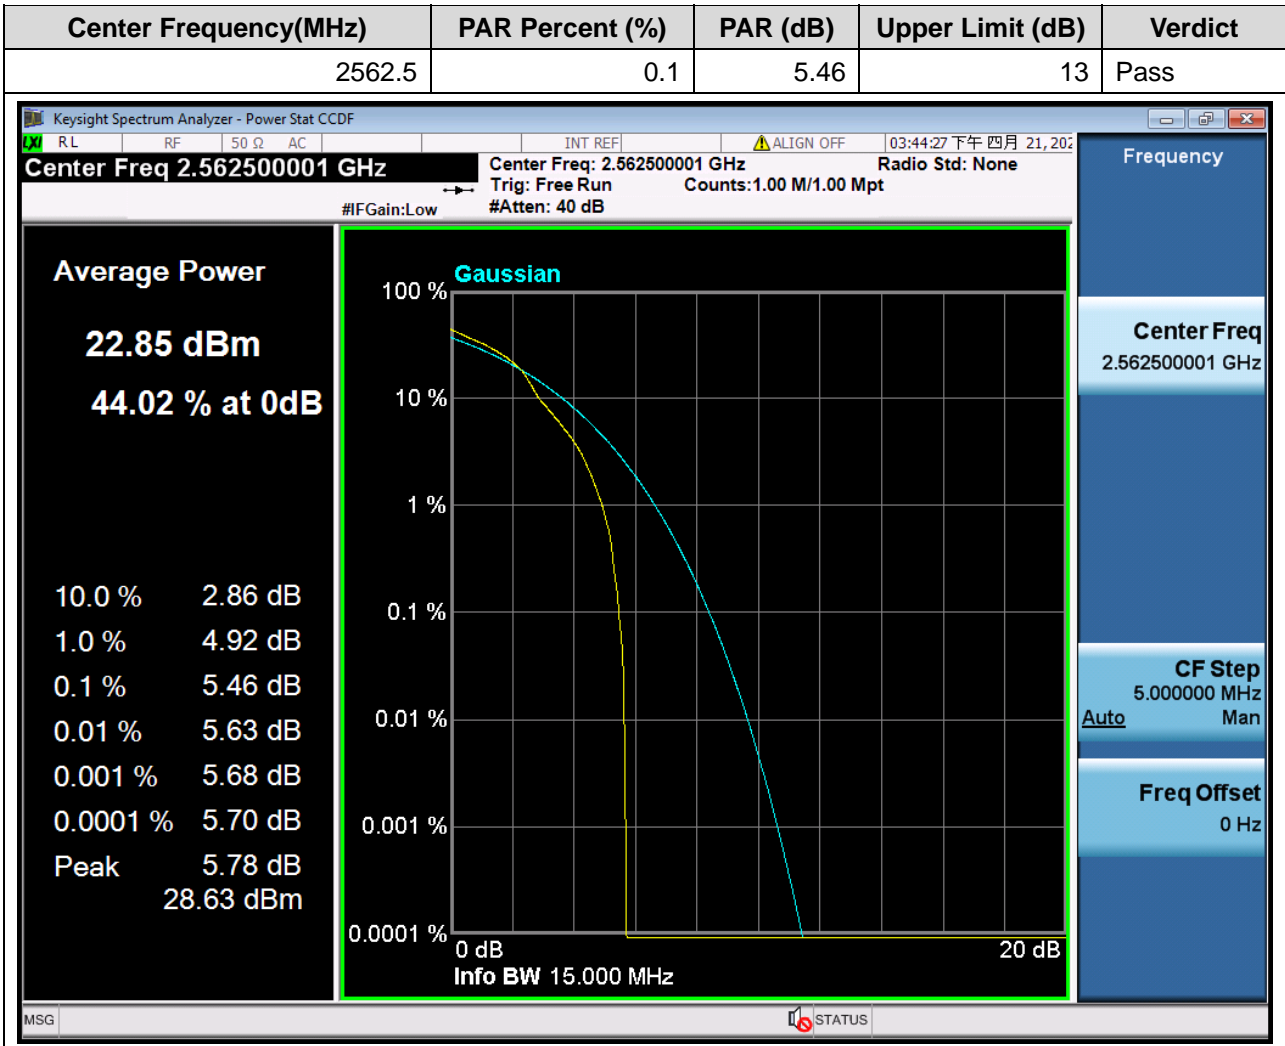 Center Frequency(MHz) PAR Percent (%) PAR (dB) Upper Limit (dB) Verdict
2562.5 0.1 5.46 13 Pass
Keysight Spectrum Analyzer - Power Stat CCDF
LXI RL RF 50 Ω AC INT REF ALIGN OFF 03:44:27 下午 四月 21, 202
Center Freq 2.562500001 GHz
Center Freq: 2.562500001 GHz Radio Std: None
Trig: Free Run Counts:1.00 M/1.00 Mpt
#IFGain:Low #Atten: 40 dB
Average Power
22.85 dBm
44.02 % at 0dB
10.0 % 2.86 dB
1.0 % 4.92 dB
0.1 % 5.46 dB
0.01 % 5.63 dB
0.001 % 5.68 dB
0.0001 % 5.70 dB
Peak 5.78 dB
28.63 dBm
Gaussian
100 %
10 %
1 %
0.1 %
0.01 %
0.001 %
0.0001 %
0 dB 20 dB
Info BW 15.000 MHz
Frequency
Center Freq
2.562500001 GHz
CF Step
5.000000 MHz
Auto Man
Freq Offset
0 Hz
MSG STATUS